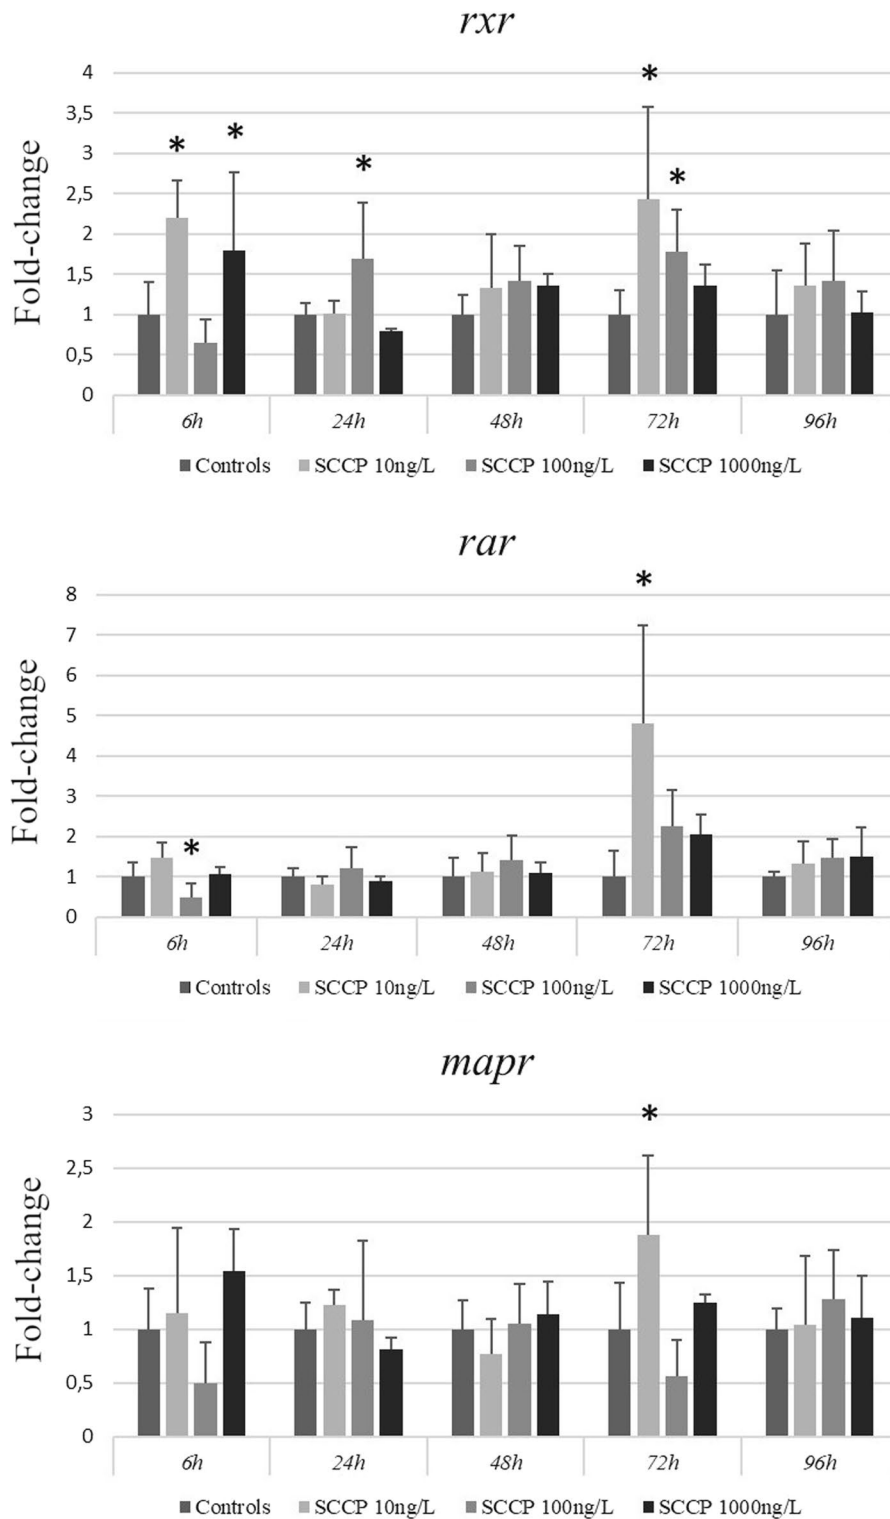 rxr
Fold-change
4
3,5
3
2,5
2
1,5
1
0,5
0
* * * * *
6h 24h 48h 72h 96h
Controls SCCP 10ng/L SCCP 100ng/L SCCP 1000ng/L
rar
Fold-change
8
7
6
5
4
3
2
1
0
* *
6h 24h 48h 72h 96h
Controls SCCP 10ng/L SCCP 100ng/L SCCP 1000ng/L
mapr
Fold-change
3
2,5
2
1,5
1
0,5
0
*
6h 24h 48h 72h 96h
Controls SCCP 10ng/L SCCP 100ng/L SCCP 1000ng/L